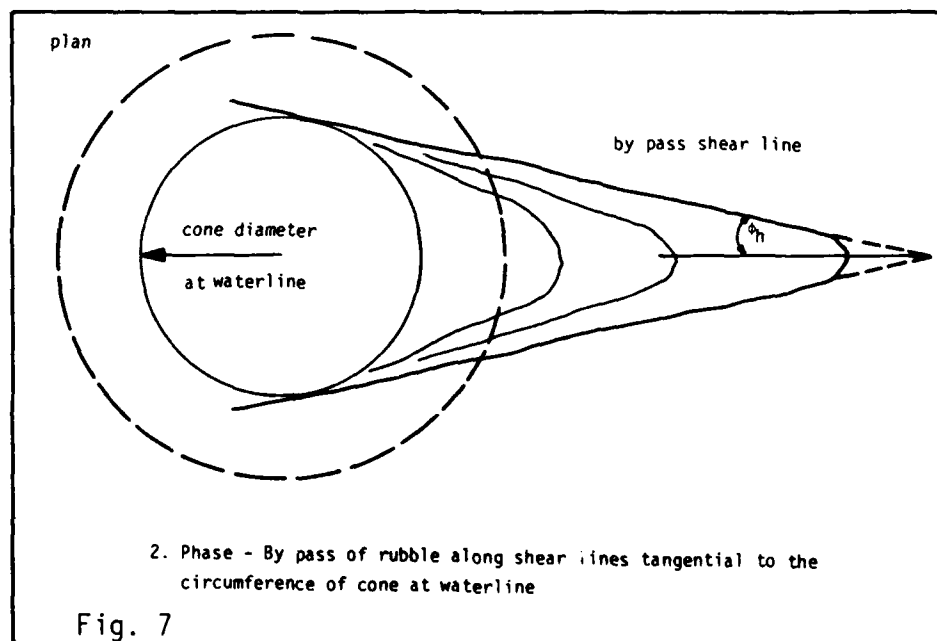 plan
by pass shear line
ϕh
cone diameter
at waterline
2. Phase - By pass of rubble along shear lines tangential to the
circumference of cone at waterline
Fig. 7